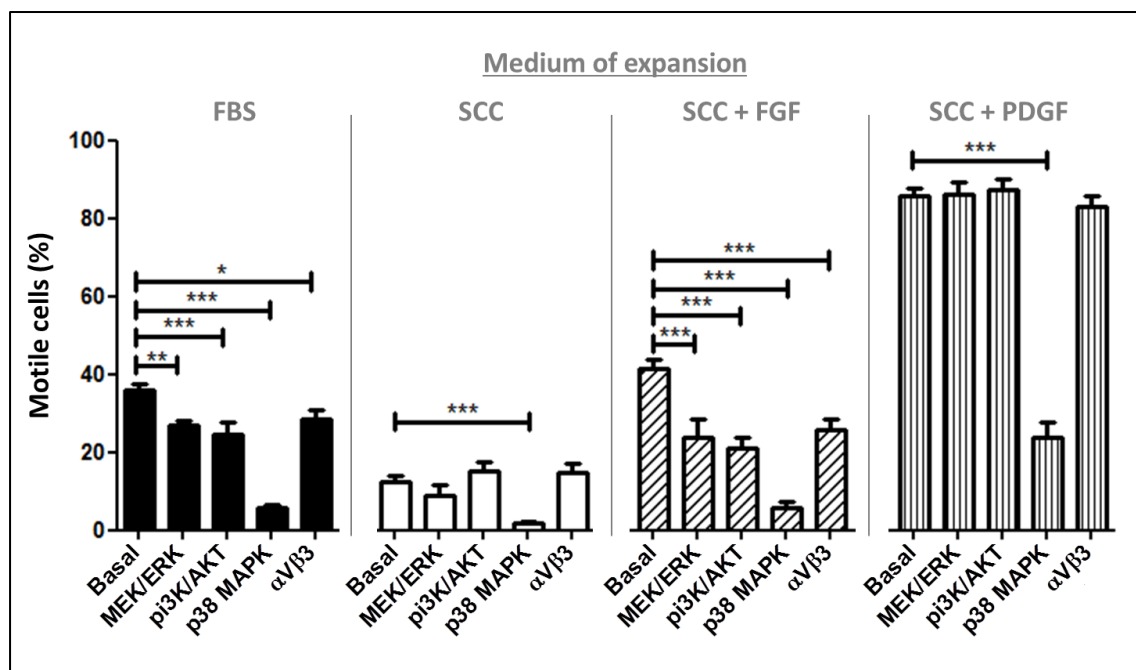 Medium of expansion
FBS SCC SCC + FGF SCC + PDGF
Motile cells (%)
100
80
60
40
20
0
* *** *** **
***
*** *** *** ***
***
Basal MEK/ERK pi3K/AKT p38 MAPK αVβ3
Basal MEK/ERK pi3K/AKT p38 MAPK αVβ3
Basal MEK/ERK pi3K/AKT p38 MAPK αVβ3
Basal MEK/ERK pi3K/AKT p38 MAPK αVβ3